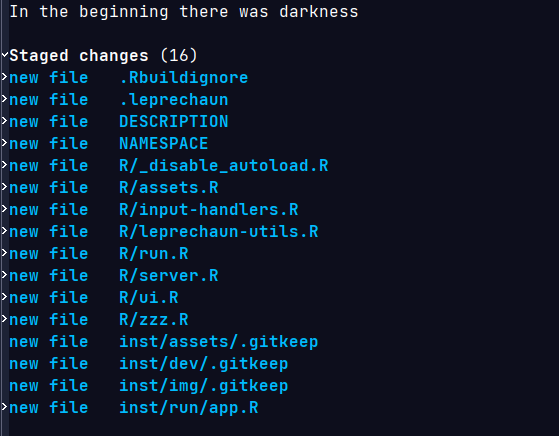 In the beginning there was darkness
Staged changes (16)
new file   .Rbuildignore
new file   .leprechaun
new file   DESCRIPTION
new file   NAMESPACE
new file   R/_disable_autoload.R
new file   R/assets.R
new file   R/input-handlers.R
new file   R/leprechaun-utils.R
new file   R/run.R
new file   R/server.R
new file   R/ui.R
new file   R/zzz.R
new file   inst/assets/.gitkeep
new file   inst/dev/.gitkeep
new file   inst/img/.gitkeep
new file   inst/run/app.R